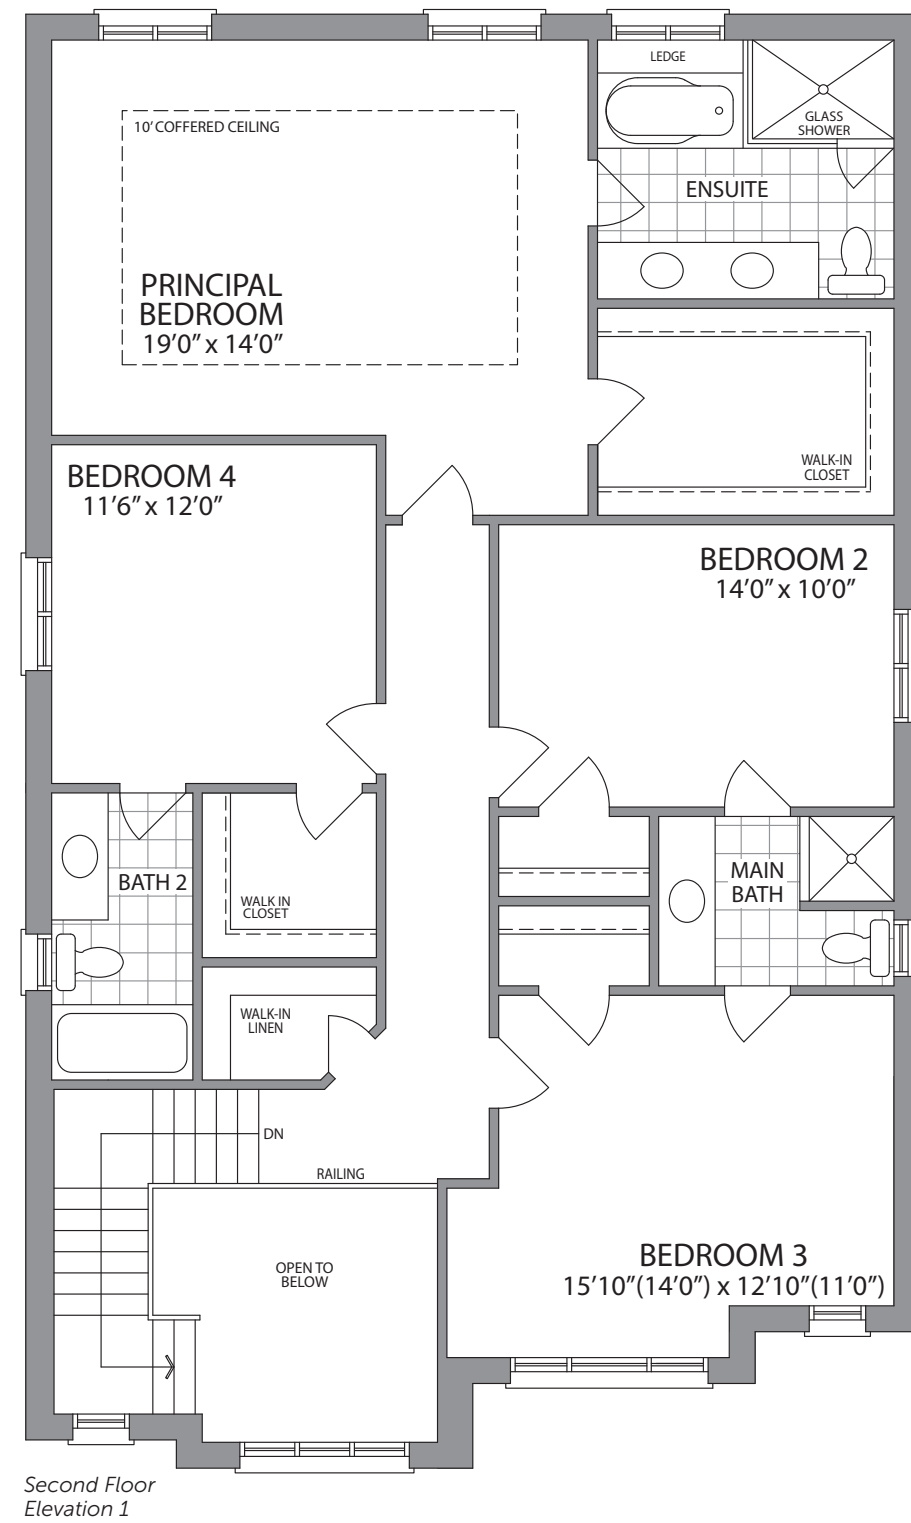 LEDGE
GLASS
SHOWER
10' COFFERED CEILING
ENSUITE
PRINCIPAL
BEDROOM
19'0" x 14'0"
WALK-IN
CLOSET
BEDROOM 4
11'6" x 12'0"
BEDROOM 2
14'0" x 10'0"
BATH 2
WALK IN
CLOSET
MAIN
BATH
WALK-IN
LINEN
DN
RAILING
OPEN TO
BELOW
BEDROOM 3
15'10"(14'0") x 12'10"(11'0")
Second Floor
Elevation 1